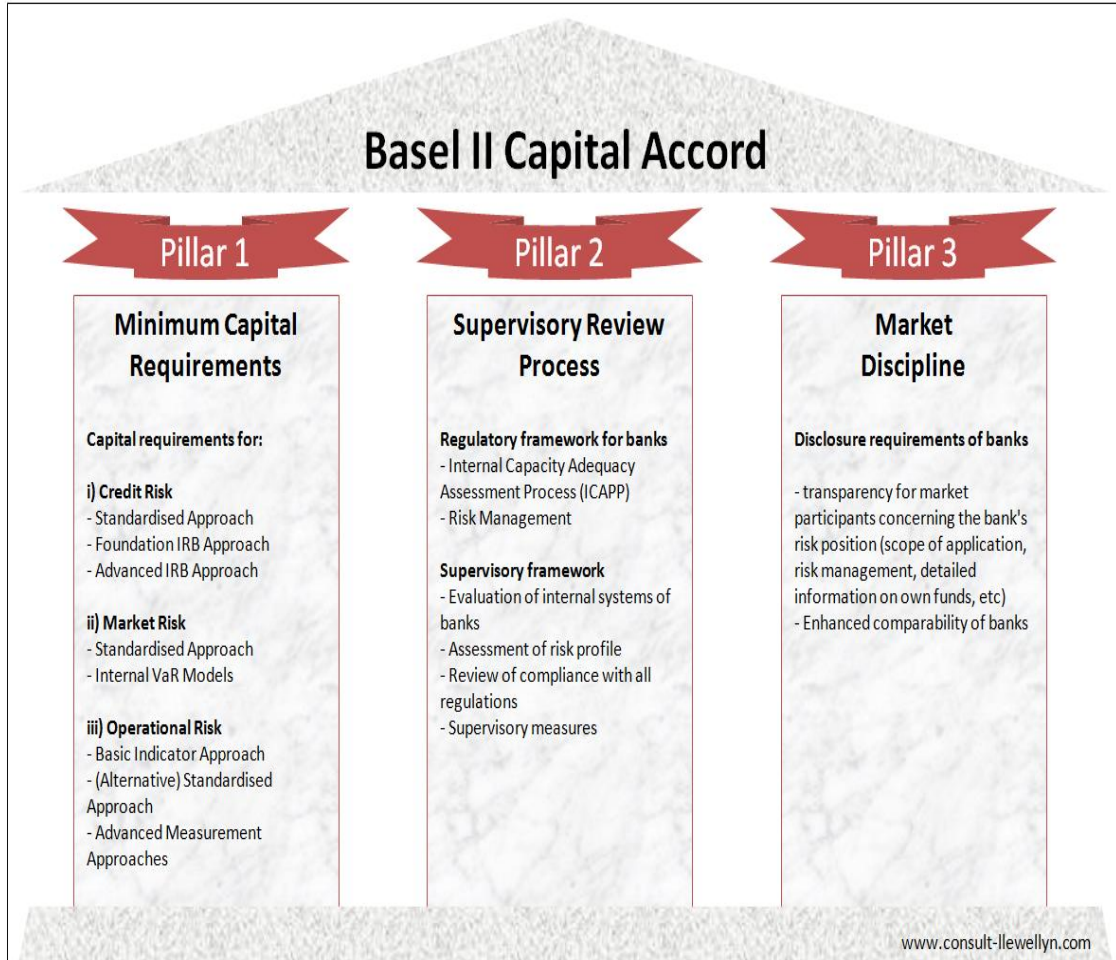 Basel II Capital Accord
Pillar 1
Minimum Capital
Requirements
Capital requirements for:
i) Credit Risk
- Standardised Approach
- Foundation IRB Approach
- Advanced IRB Approach
ii) Market Risk
- Standardised Approach
- Internal VaR Models
iii) Operational Risk
- Basic Indicator Approach
- (Alternative) Standardised
Approach
- Advanced Measurement
Approaches
Pillar 2
Supervisory Review
Process
Regulatory framework for banks
- Internal Capacity Adequacy
Assessment Process (ICAPP)
- Risk Management
Supervisory framework
- Evaluation of internal systems of
banks
- Assessment of risk profile
- Review of compliance with all
regulations
- Supervisory measures
Pillar 3
Market
Discipline
Disclosure requirements of banks
- transparency for market
participants concerning the bank's
risk position (scope of application,
risk management, detailed
information on own funds, etc)
- Enhanced comparability of banks
www.consult-llewellyn.com